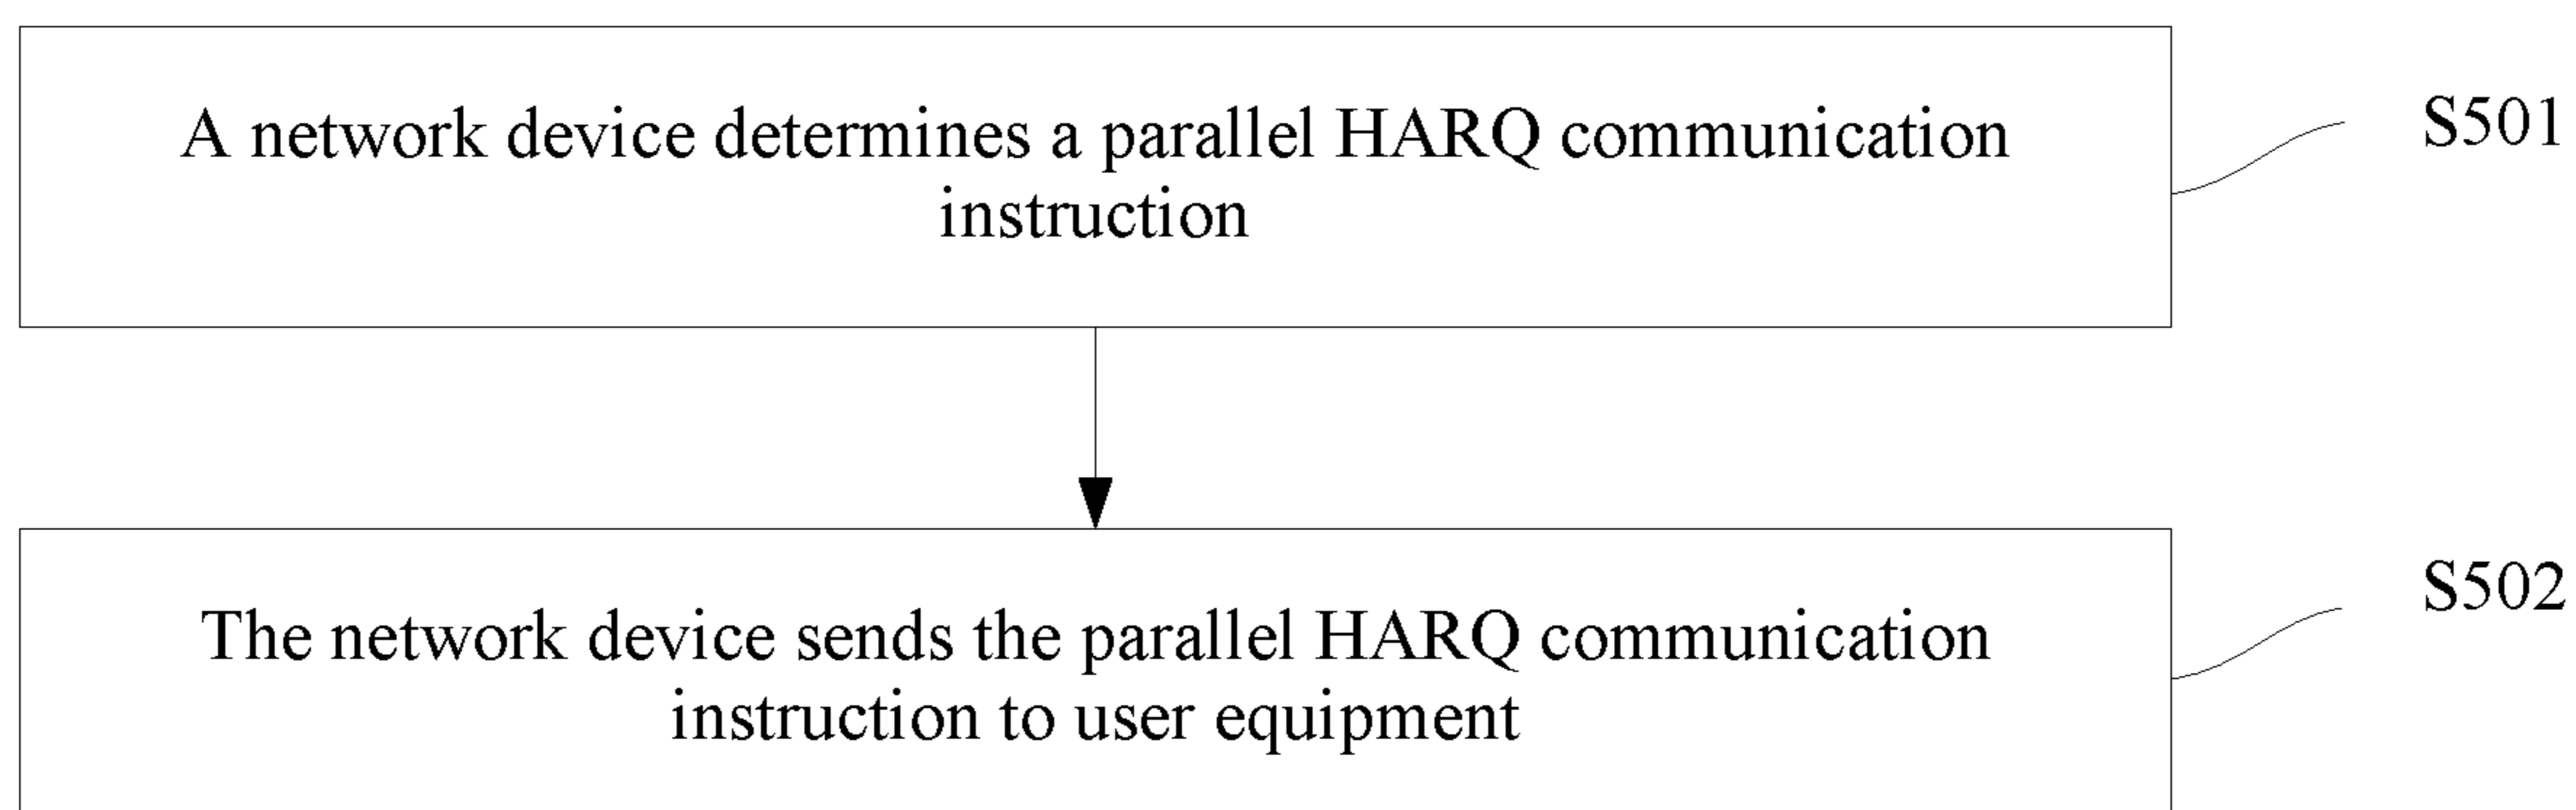 A network device determines a parallel HARQ communication
instruction
S501
The network device sends the parallel HARQ communication
instruction to user equipment
S502